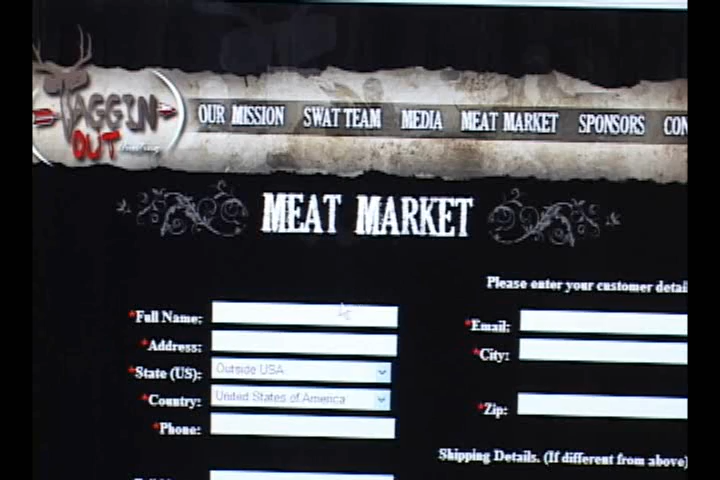 TAGGIN
OUT
OUR MISSION SWAT TEAM MEDIA MEAT MARKET SPONSORS CON
MEAT MARKET
Please enter your customer detai
*Full Name:
*Email:
*Address:
*City:
*State (US): Outside USA
*Country: United States of America
*Zip:
*Phone:
Shipping Details. (If different from above)